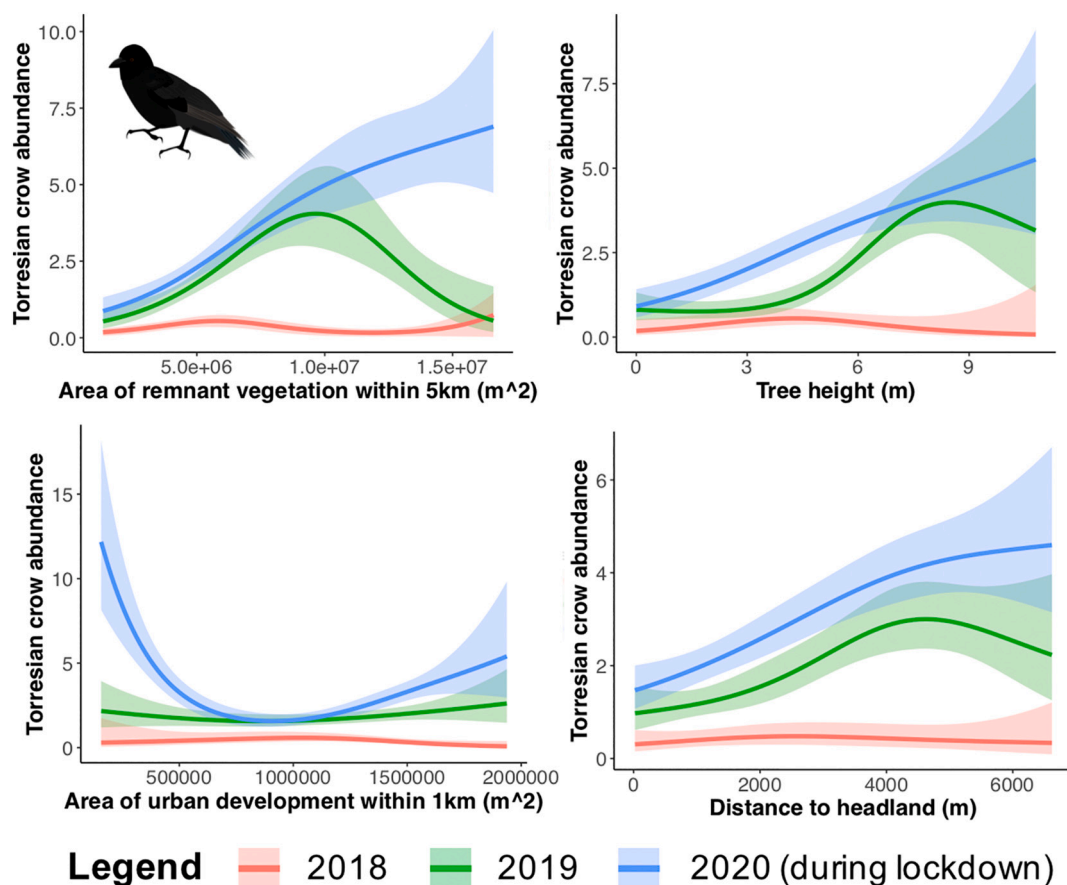 Torresian crow abundance
10.0
7.5
5.0
2.5
0.0
5.0e+06 1.0e+07 1.5e+07
Area of remnant vegetation within 5km (m^2)
Torresian crow abundance
7.5
5.0
2.5
0.0
0 3 6 9
Tree height (m)
Torresian crow abundance
15
10
5
0
500000 1000000 1500000 2000000
Area of urban development within 1km (m^2)
Torresian crow abundance
6
4
2
0
0 2000 4000 6000
Distance to headland (m)
Legend 2018 2019 2020 (during lockdown)